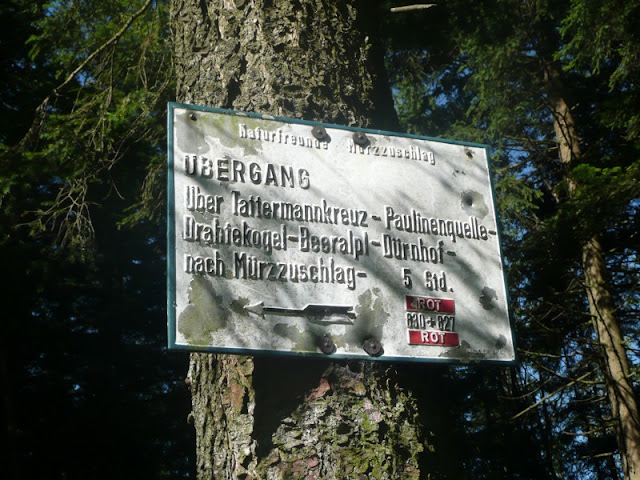 Naturfreunde Mürzzuschlag
ÜBERGANG
Über Tattermannkreuz - Paulinenquelle-
Drahtekogel-Beeralpl-Dürnhof-
nach Mürzzuschlag- 5 Std.
ROT
830→827
ROT